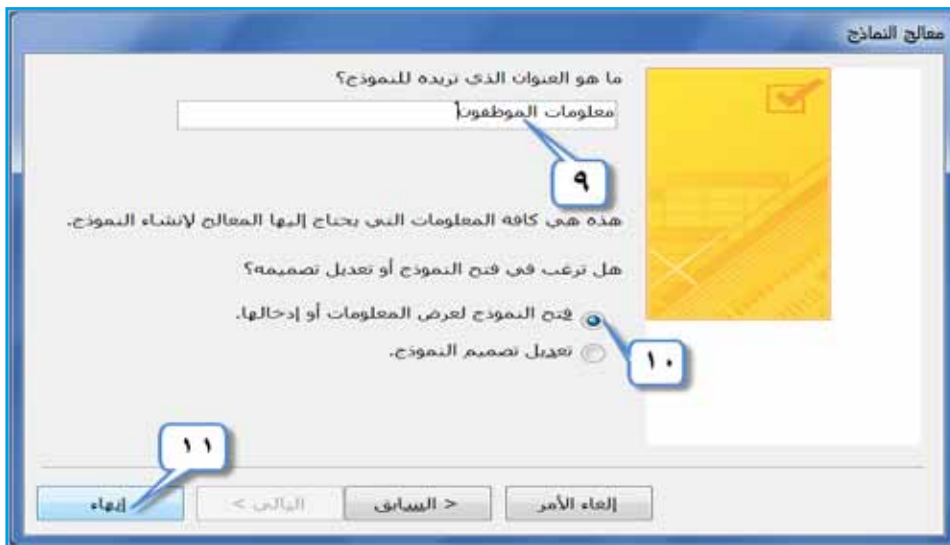 معالج النماذج
ما هو العنوان الذي تريده للنموذج؟
معلومات الموظفون
٩
هذه هي كافة المعلومات التي يحتاج إليها المعالج لإنشاء النموذج.
هل ترغب في فتح النموذج أو تعديل تصميمه؟
فتح النموذج لعرض المعلومات أو إدخالها.
١٠
تعديل تصميم النموذج.
١١
إلغاء الأمر
< السابق
التالي >
إنهاء